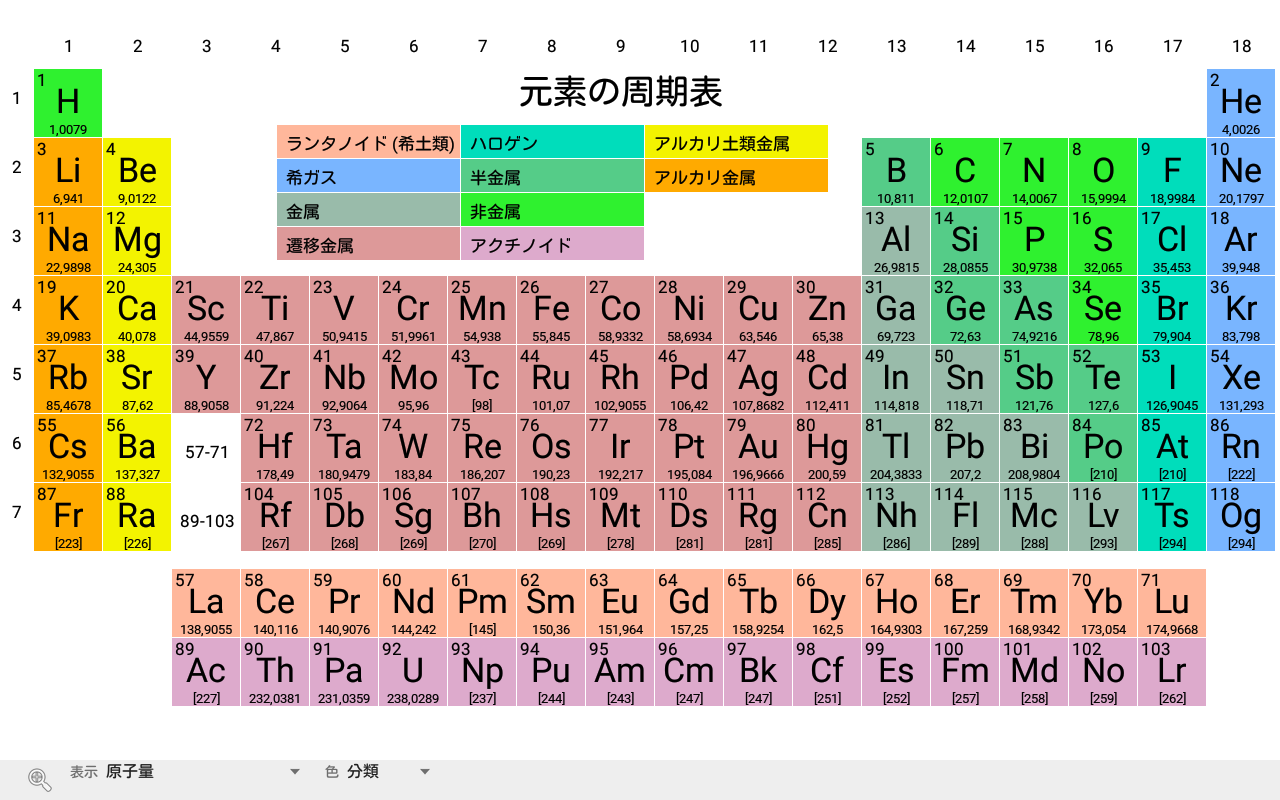 1 2 3 4 5 6 7 8 9 10 11 12 13 14 15 16 17 18
元素の周期表
1
1 2
H He
1,0079 4,0026
ランタノイド (希土類) ハロゲン アルカリ土類金属
希ガス 半金属 アルカリ金属
金属 非金属
遷移金属 アクチノイド
2
3 4 5 6 7 8 9 10
Li Be B C N O F Ne
6,941 9,0122 10,811 12,0107 14,0067 15,9994 18,9984 20,1797
3
11 12 13 14 15 16 17 18
Na Mg Al Si P S Cl Ar
22,9898 24,305 26,9815 28,0855 30,9738 32,065 35,453 39,948
4
19 20 21 22 23 24 25 26 27 28 29 30 31 32 33 34 35 36
K Ca Sc Ti V Cr Mn Fe Co Ni Cu Zn Ga Ge As Se Br Kr
39,0983 40,078 44,9559 47,867 50,9415 51,9961 54,938 55,845 58,9332 58,6934 63,546 65,38 69,723 72,63 74,9216 78,96 79,904 83,798
5
37 38 39 40 41 42 43 44 45 46 47 48 49 50 51 52 53 54
Rb Sr Y Zr Nb Mo Tc Ru Rh Pd Ag Cd In Sn Sb Te I Xe
85,4678 87,62 88,9058 91,224 92,9064 95,96 [98] 101,07 102,9055 106,42 107,8682 112,411 114,818 118,71 121,76 127,6 126,9045 131,293
6
55 56 72 73 74 75 76 77 78 79 80 81 82 83 84 85 86
Cs Ba 57-71 Hf Ta W Re Os Ir Pt Au Hg Tl Pb Bi Po At Rn
132,9055 137,327 178,49 180,9479 183,84 186,207 190,23 192,217 195,084 196,9666 200,59 204,3833 207,2 208,9804 [210] [210] [222]
7
87 88 104 105 106 107 108 109 110 111 112 113 114 115 116 117 118
Fr Ra 89-103 Rf Db Sg Bh Hs Mt Ds Rg Cn Nh Fl Mc Lv Ts Og
[223] [226] [267] [268] [269] [270] [269] [278] [281] [281] [285] [286] [289] [288] [293] [294] [294]
57 58 59 60 61 62 63 64 65 66 67 68 69 70 71
La Ce Pr Nd Pm Sm Eu Gd Tb Dy Ho Er Tm Yb Lu
138,9055 140,116 140,9076 144,242 [145] 150,36 151,964 157,25 158,9254 162,5 164,9303 167,259 168,9342 173,054 174,9668
89 90 91 92 93 94 95 96 97 98 99 100 101 102 103
Ac Th Pa U Np Pu Am Cm Bk Cf Es Fm Md No Lr
[227] 232,0381 231,0359 238,0289 [237] [244] [243] [247] [247] [251] [252] [257] [258] [259] [262]
表示 原子量 色 分類